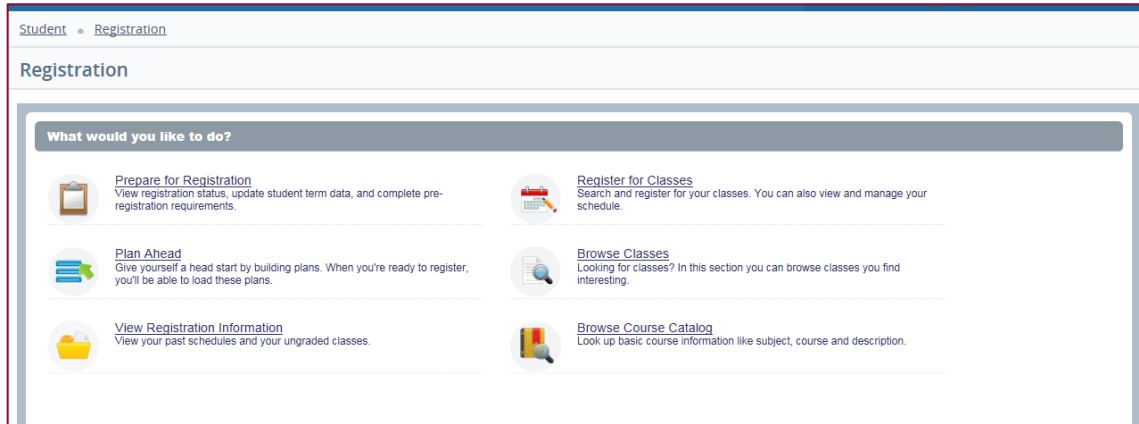 Student • Registration
Registration
What would you like to do?
Prepare for Registration
View registration status, update student term data, and complete pre-
registration requirements.
Register for Classes
Search and register for your classes. You can also view and manage your
schedule.
Plan Ahead
Give yourself a head start by building plans. When you're ready to register,
you'll be able to load these plans.
Browse Classes
Looking for classes? In this section you can browse classes you find
interesting.
View Registration Information
View your past schedules and your ungraded classes.
Browse Course Catalog
Look up basic course information like subject, course and description.